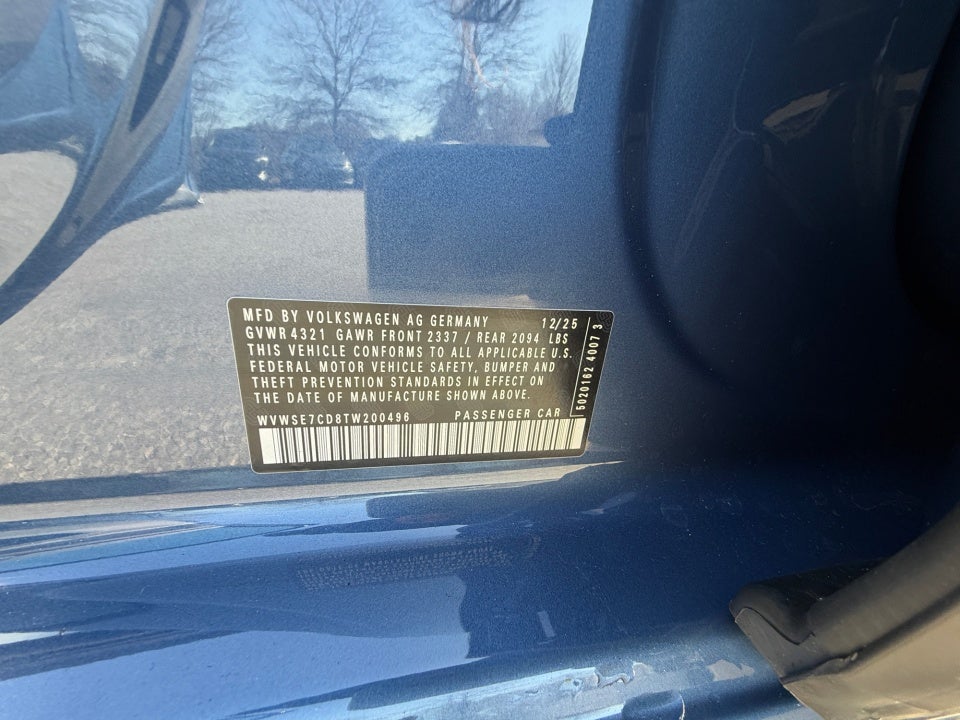 MFD BY VOLKSWAGEN AG GERMANY 12/25
GVWR 4321 GAWR FRONT 2337 / REAR 2094 LBS
THIS VEHICLE CONFORMS TO ALL APPLICABLE U.S.
FEDERAL MOTOR VEHICLE SAFETY, BUMPER AND
THEFT PREVENTION STANDARDS IN EFFECT ON
THE DATE OF MANUFACTURE SHOWN ABOVE.
WVWSE7CD8TW200496 PASSENGER CAR
5020162 4007 3